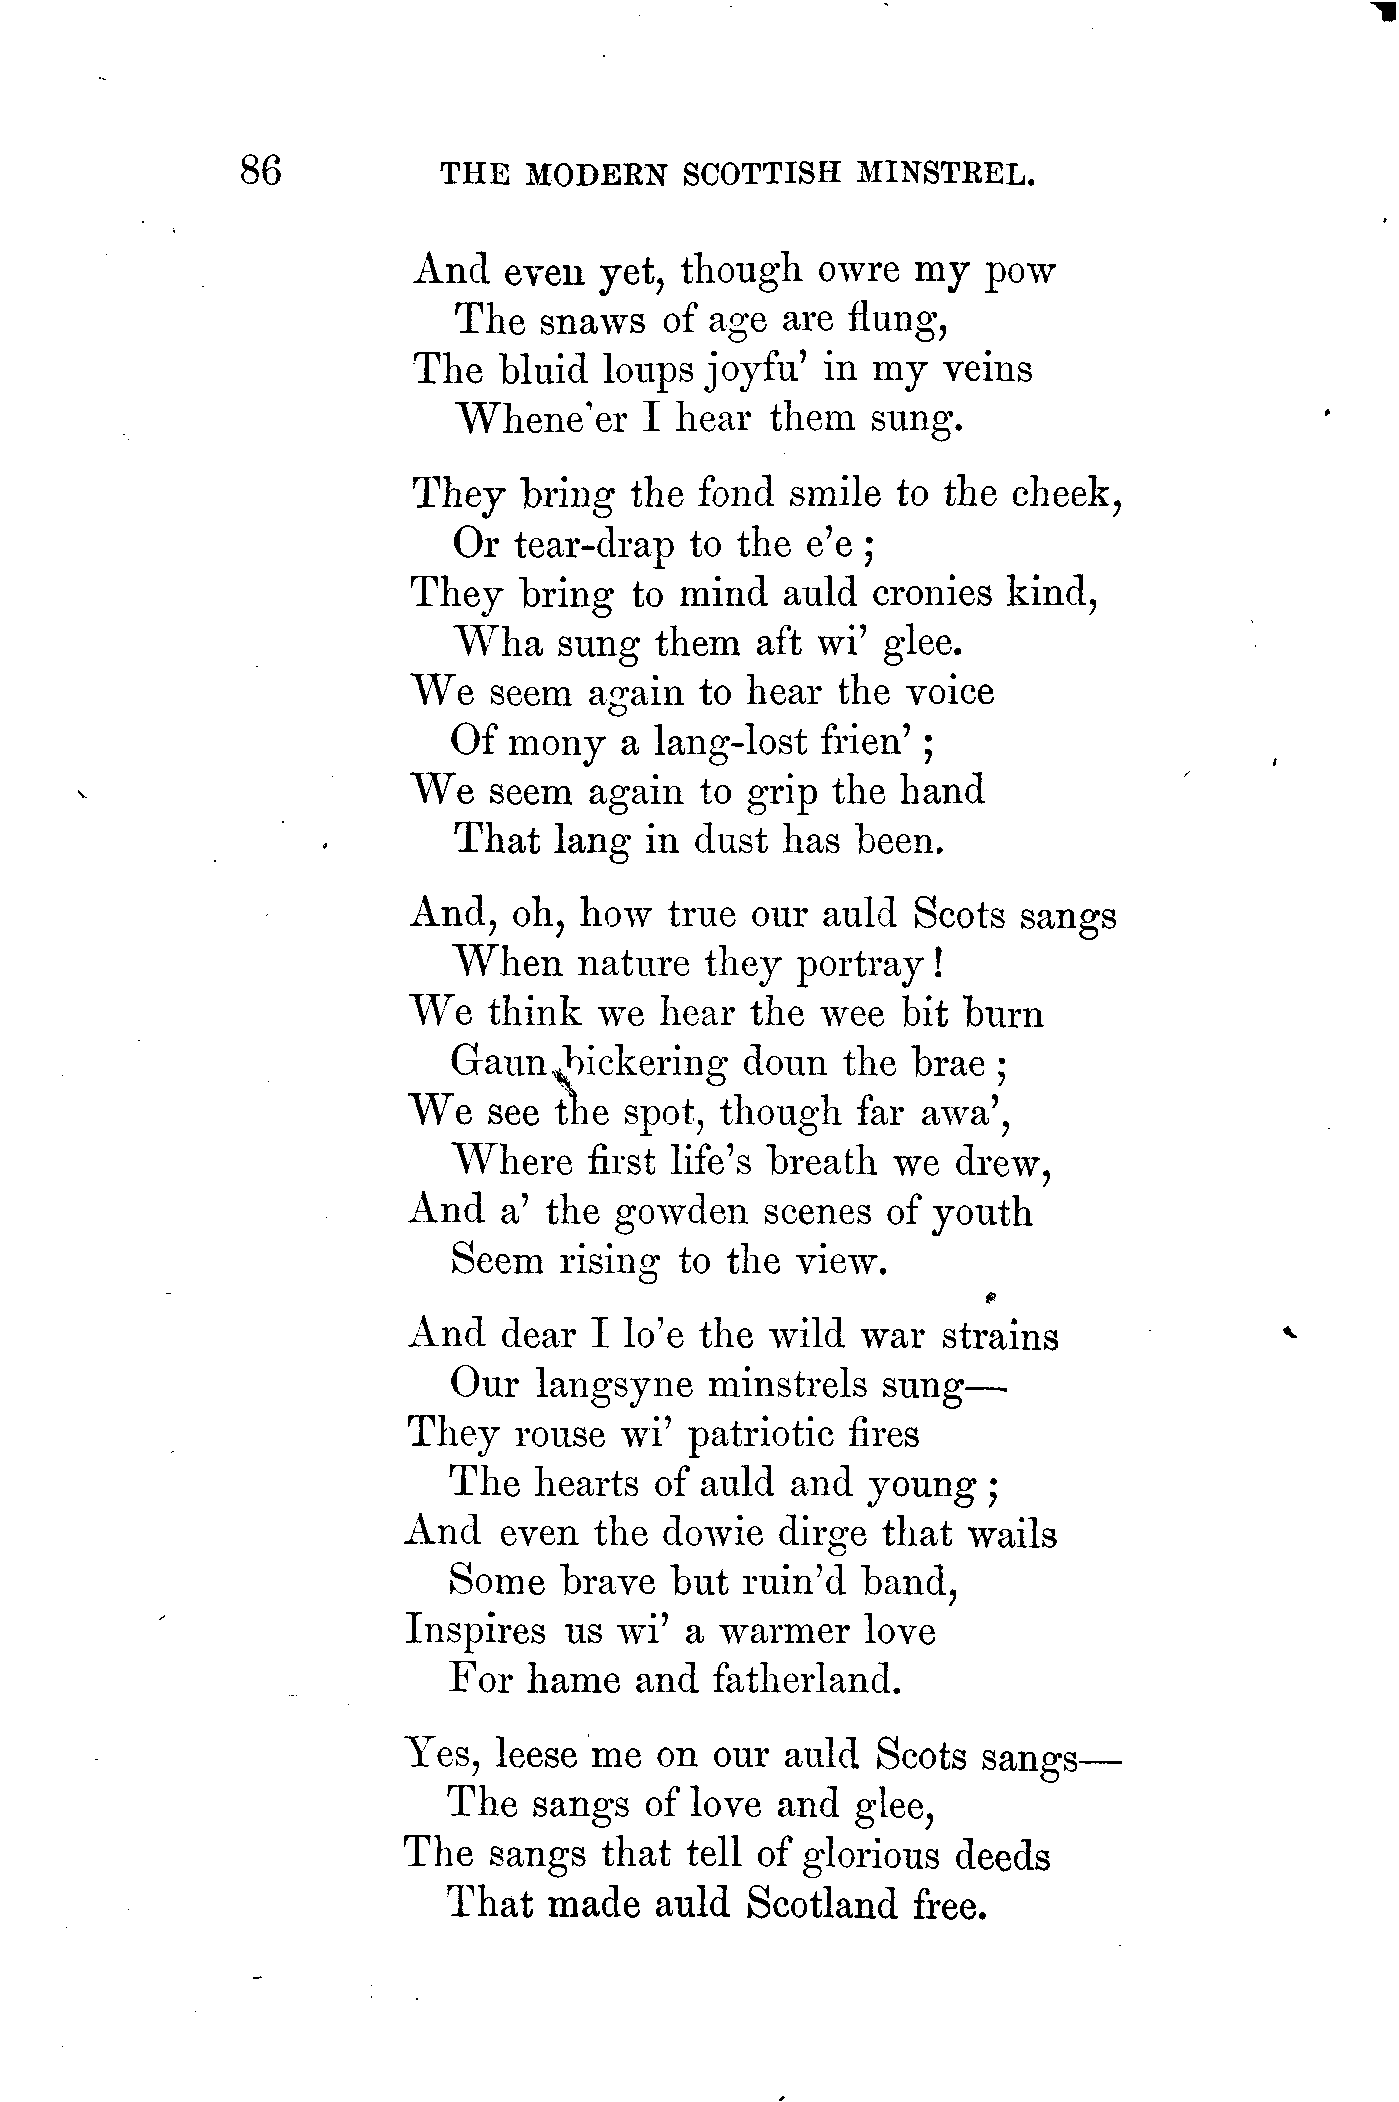 86 THE MODERN SCOTTISH MINSTREL.
And even yet, though owre my pow
The snaws of age are flung,
The bluid loups joyfu' in my veins
Whene'er I hear them sung.
They bring the fond smile to the cheek,
Or tear-drap to the e'e ;
They bring to mind auld cronies kind,
Wha sung them aft wi' glee.
We seem again to hear the voice
Of mony a lang-lost frien' ;
We seem again to grip the hand
That lang in dust has been.
And, oh, how true our auld Scots sangs
When nature they portray !
We think we hear the wee bit burn
Gaun bickering doun the brae ;
We see the spot, though far awa',
Where first life's breath we drew,
And a' the gowden scenes of youth
Seem rising to the view.
And dear I lo'e the wild war strains
Our langsyne minstrels sung—
They rouse wi' patriotic fires
The hearts of auld and young ;
And even the dowie dirge that wails
Some brave but ruin'd band,
Inspires us wi' a warmer love
For hame and fatherland.
Yes, leese me on our auld Scots sangs—
The sangs of love and glee,
The sangs that tell of glorious deeds
That made auld Scotland free.